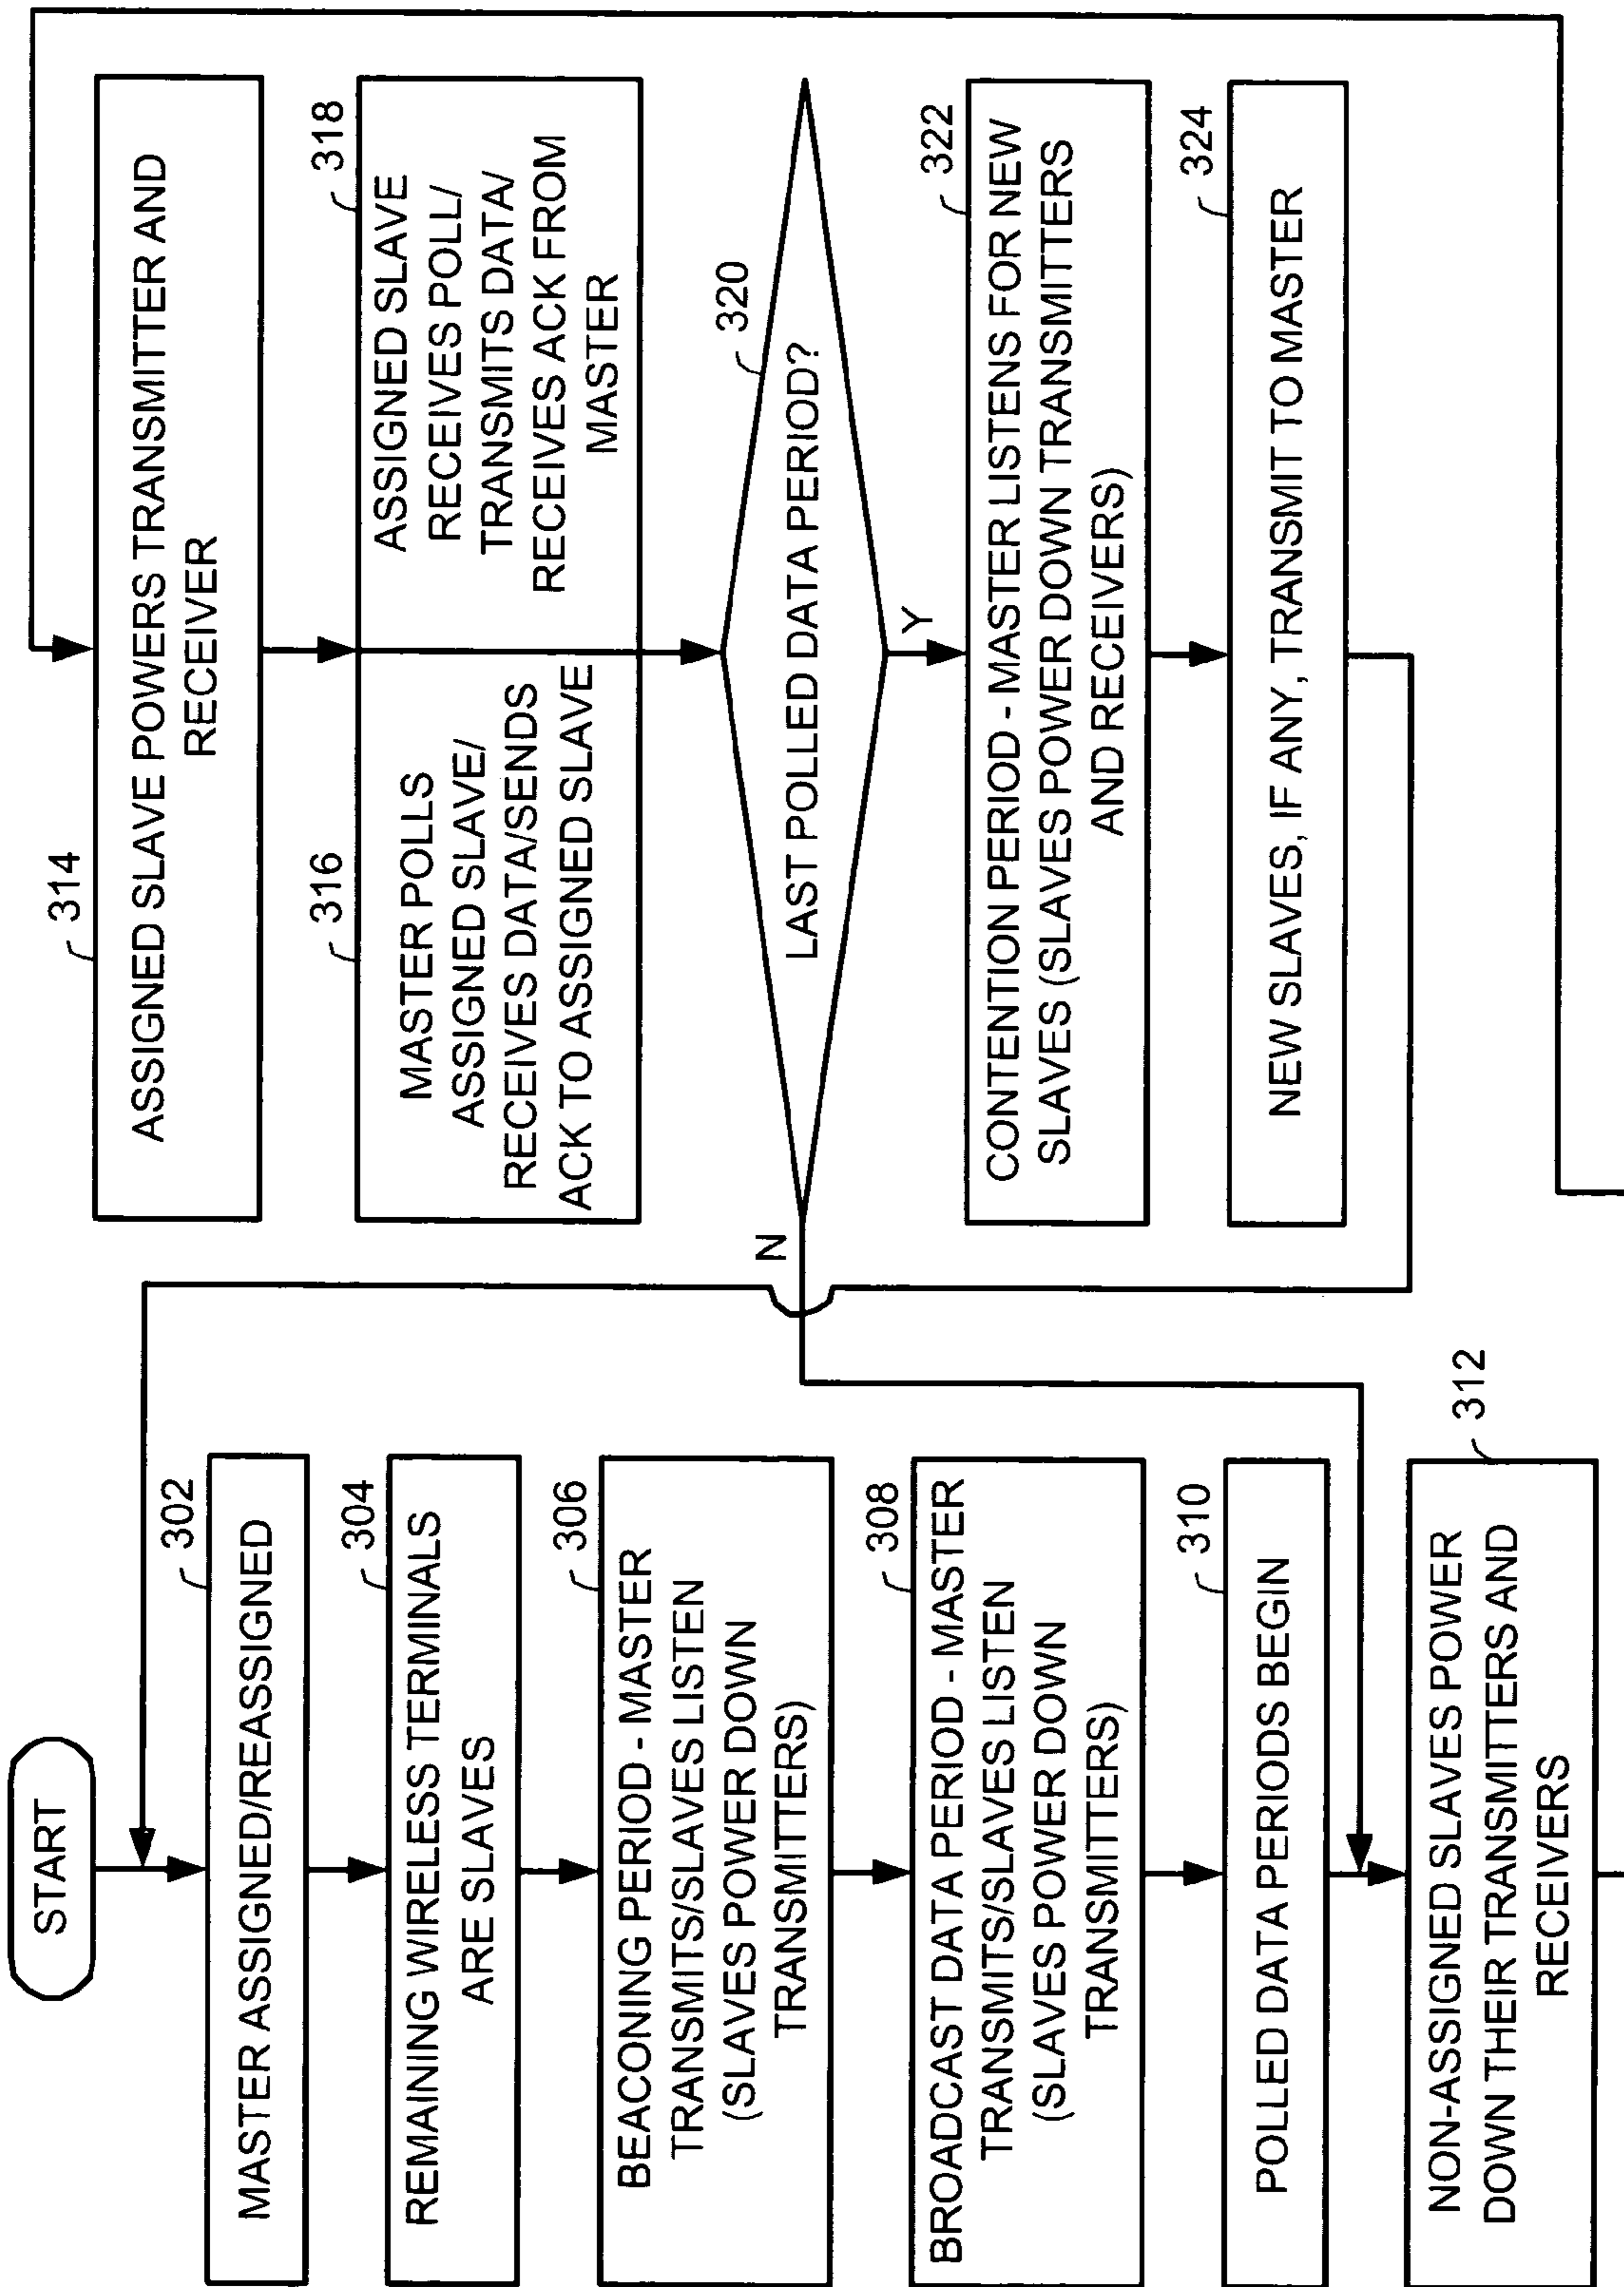 START
302
MASTER ASSIGNED/REASSIGNED
304
REMAINING WIRELESS TERMINALS
ARE SLAVES
306
BEACONING PERIOD - MASTER
TRANSMITS/SLAVES LISTEN
(SLAVES POWER DOWN
TRANSMITTERS)
308
BROADCAST DATA PERIOD - MASTER
TRANSMITS/SLAVES LISTEN
(SLAVES POWER DOWN
TRANSMITTERS)
310
POLLED DATA PERIODS BEGIN
312
NON-ASSIGNED SLAVES POWER
DOWN THEIR TRANSMITTERS AND
RECEIVERS
314
ASSIGNED SLAVE POWERS TRANSMITTER AND
RECEIVER
316
MASTER POLLS
ASSIGNED SLAVE/
RECEIVES DATA/SENDS
ACK TO ASSIGNED SLAVE
318
ASSIGNED SLAVE
RECEIVES POLL/
TRANSMITS DATA/
RECEIVES ACK FROM
MASTER
320
LAST POLLED DATA PERIOD?
N
Y
322
CONTENTION PERIOD - MASTER LISTENS FOR NEW
SLAVES (SLAVES POWER DOWN TRANSMITTERS
AND RECEIVERS)
324
NEW SLAVES, IF ANY, TRANSMIT TO MASTER